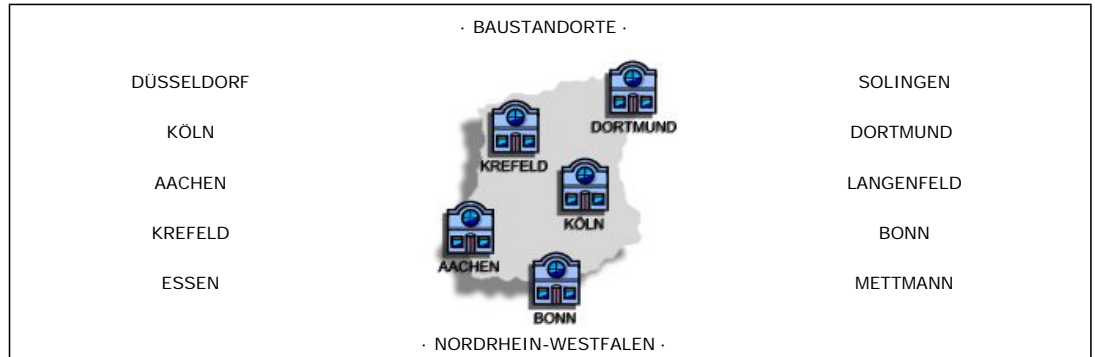 · BAUSTANDORTE ·
DÜSSELDORF
KÖLN
AACHEN
KREFELD
ESSEN
DORTMUND
KREFELD
KÖLN
AACHEN
BONN
SOLINGEN
DORTMUND
LANGENFELD
BONN
METTMANN
· NORDRHEIN-WESTFALEN ·